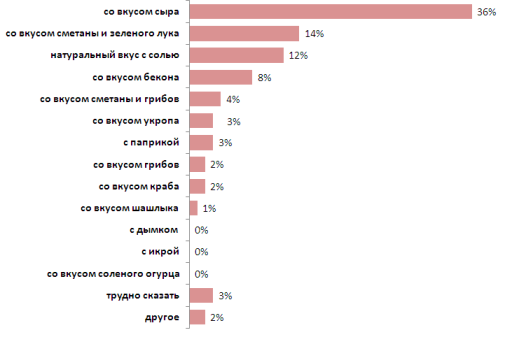 со вкусом сыра 36%
со вкусом сметаны и зеленого лука 14%
натуральный вкус с солью 12%
со вкусом бекона 8%
со вкусом сметаны и грибов 4%
со вкусом укропа 3%
с паприкой 3%
со вкусом грибов 2%
со вкусом краба 2%
со вкусом шашлыка 1%
с дымком 0%
с икрой 0%
со вкусом соленого огурца 0%
трудно сказать 3%
другое 2%